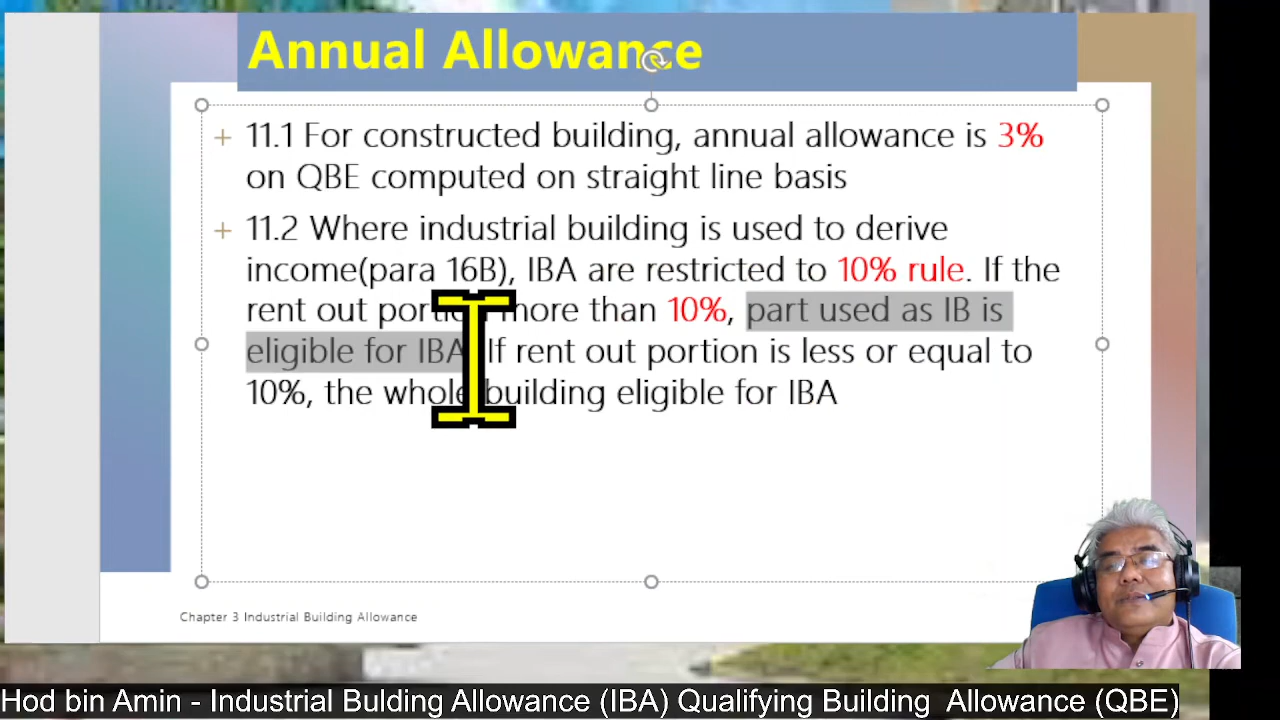 Annual Allowance
+ 11.1 For constructed building, annual allowance is 3%
on QBE computed on straight line basis
+ 11.2 Where industrial building is used to derive
income(para 16B), IBA are restricted to 10% rule. If the
rent out more than 10%, part used as IB is
eligible for IBA If rent out portion is less or equal to
10%, the whole building eligible for IBA
Chapter 3 Industrial Building Allowance
Hod bin Amin - Industrial Bulding Allowance (IBA) Qualifying Building Allowance (QBE)